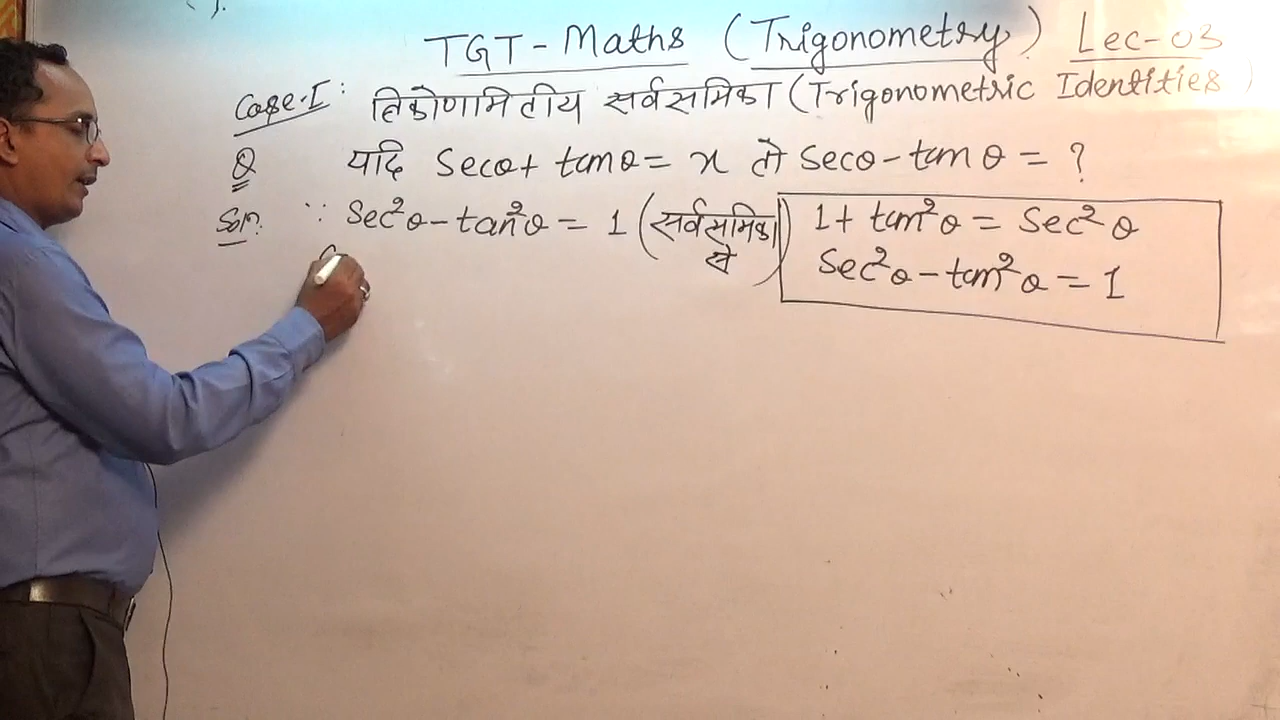 TGT-Maths (Trigonometry) Lec-03
Case-I: त्रिकोणमितीय सर्वसमिका (Trigonometric Identities)
Q यदि Secθ + tanθ = x तो Secθ - tanθ = ?
Soln: ∵ Sec²θ - tan²θ = 1 (सर्वसमिका से)
1 + tan²θ = Sec²θ
Sec²θ - tan²θ = 1